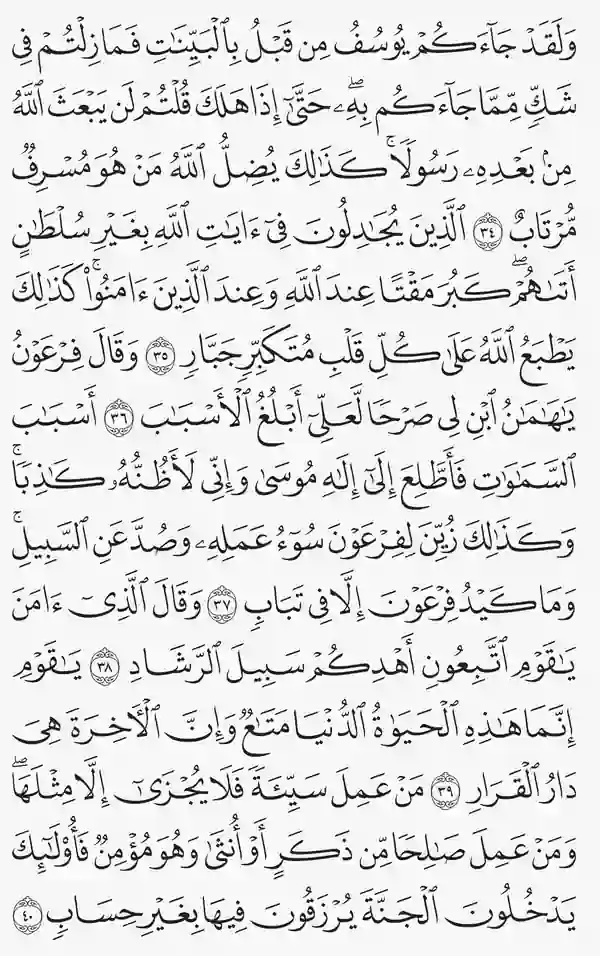 وَلَقَدْ جَآءَكُمْ يُوسُفُ مِن قَبْلُ بِٱلْبَيِّنَٰتِ فَمَا زِلْتُمْ فِى
شَكٍّ مِّمَّا جَآءَكُم بِهِۦ ۖ حَتَّىٰٓ إِذَا هَلَكَ قُلْتُمْ لَن يَبْعَثَ ٱللَّهُ
مِنۢ بَعْدِهِۦ رَسُولًا ۚ كَذَٰلِكَ يُضِلُّ ٱللَّهُ مَنْ هُوَ مُسْرِفٌ
مُّرْتَابٌ ٣٤ ٱلَّذِينَ يُجَٰدِلُونَ فِىٓ ءَايَٰتِ ٱللَّهِ بِغَيْرِ سُلْطَٰنٍ
أَتَىٰهُمْ ۖ كَبُرَ مَقْتًا عِندَ ٱللَّهِ وَعِندَ ٱلَّذِينَ ءَامَنُوا۟ ۚ كَذَٰلِكَ
يَطْبَعُ ٱللَّهُ عَلَىٰ كُلِّ قَلْبِ مُتَكَبِّرٍ جَبَّارٍ ٣٥ وَقَالَ فِرْعَوْنُ
يَٰهَٰمَٰنُ ٱبْنِ لِى صَرْحًا لَّعَلِّىٓ أَبْلُغُ ٱلْأَسْبَٰبَ ٣٦ أَسْبَٰبَ
ٱلسَّمَٰوَٰتِ فَأَطَّلِعَ إِلَىٰٓ إِلَٰهِ مُوسَىٰ وَإِنِّى لَأَظُنُّهُۥ كَٰذِبًا ۚ
وَكَذَٰلِكَ زُيِّنَ لِفِرْعَوْنَ سُوٓءُ عَمَلِهِۦ وَصُدَّ عَنِ ٱلسَّبِيلِ ۚ
وَمَا كَيْدُ فِرْعَوْنَ إِلَّا فِى تَبَابٍ ٣٧ وَقَالَ ٱلَّذِىٓ ءَامَنَ
يَٰقَوْمِ ٱتَّبِعُونِ أَهْدِكُمْ سَبِيلَ ٱلرَّشَادِ ٣٨ يَٰقَوْمِ
إِنَّمَا هَٰذِهِ ٱلْحَيَوٰةُ ٱلدُّنْيَا مَتَٰعٌ وَإِنَّ ٱلْـَٔاخِرَةَ هِىَ
دَارُ ٱلْقَرَارِ ٣٩ مَنْ عَمِلَ سَيِّئَةً فَلَا يُجْزَىٰٓ إِلَّا مِثْلَهَا ۖ
وَمَنْ عَمِلَ صَٰلِحًا مِّن ذَكَرٍ أَوْ أُنثَىٰ وَهُوَ مُؤْمِنٌ فَأُو۟لَٰٓئِكَ
يَدْخُلُونَ ٱلْجَنَّةَ يُرْزَقُونَ فِيهَا بِغَيْرِ حِسَابٍ ٤٠